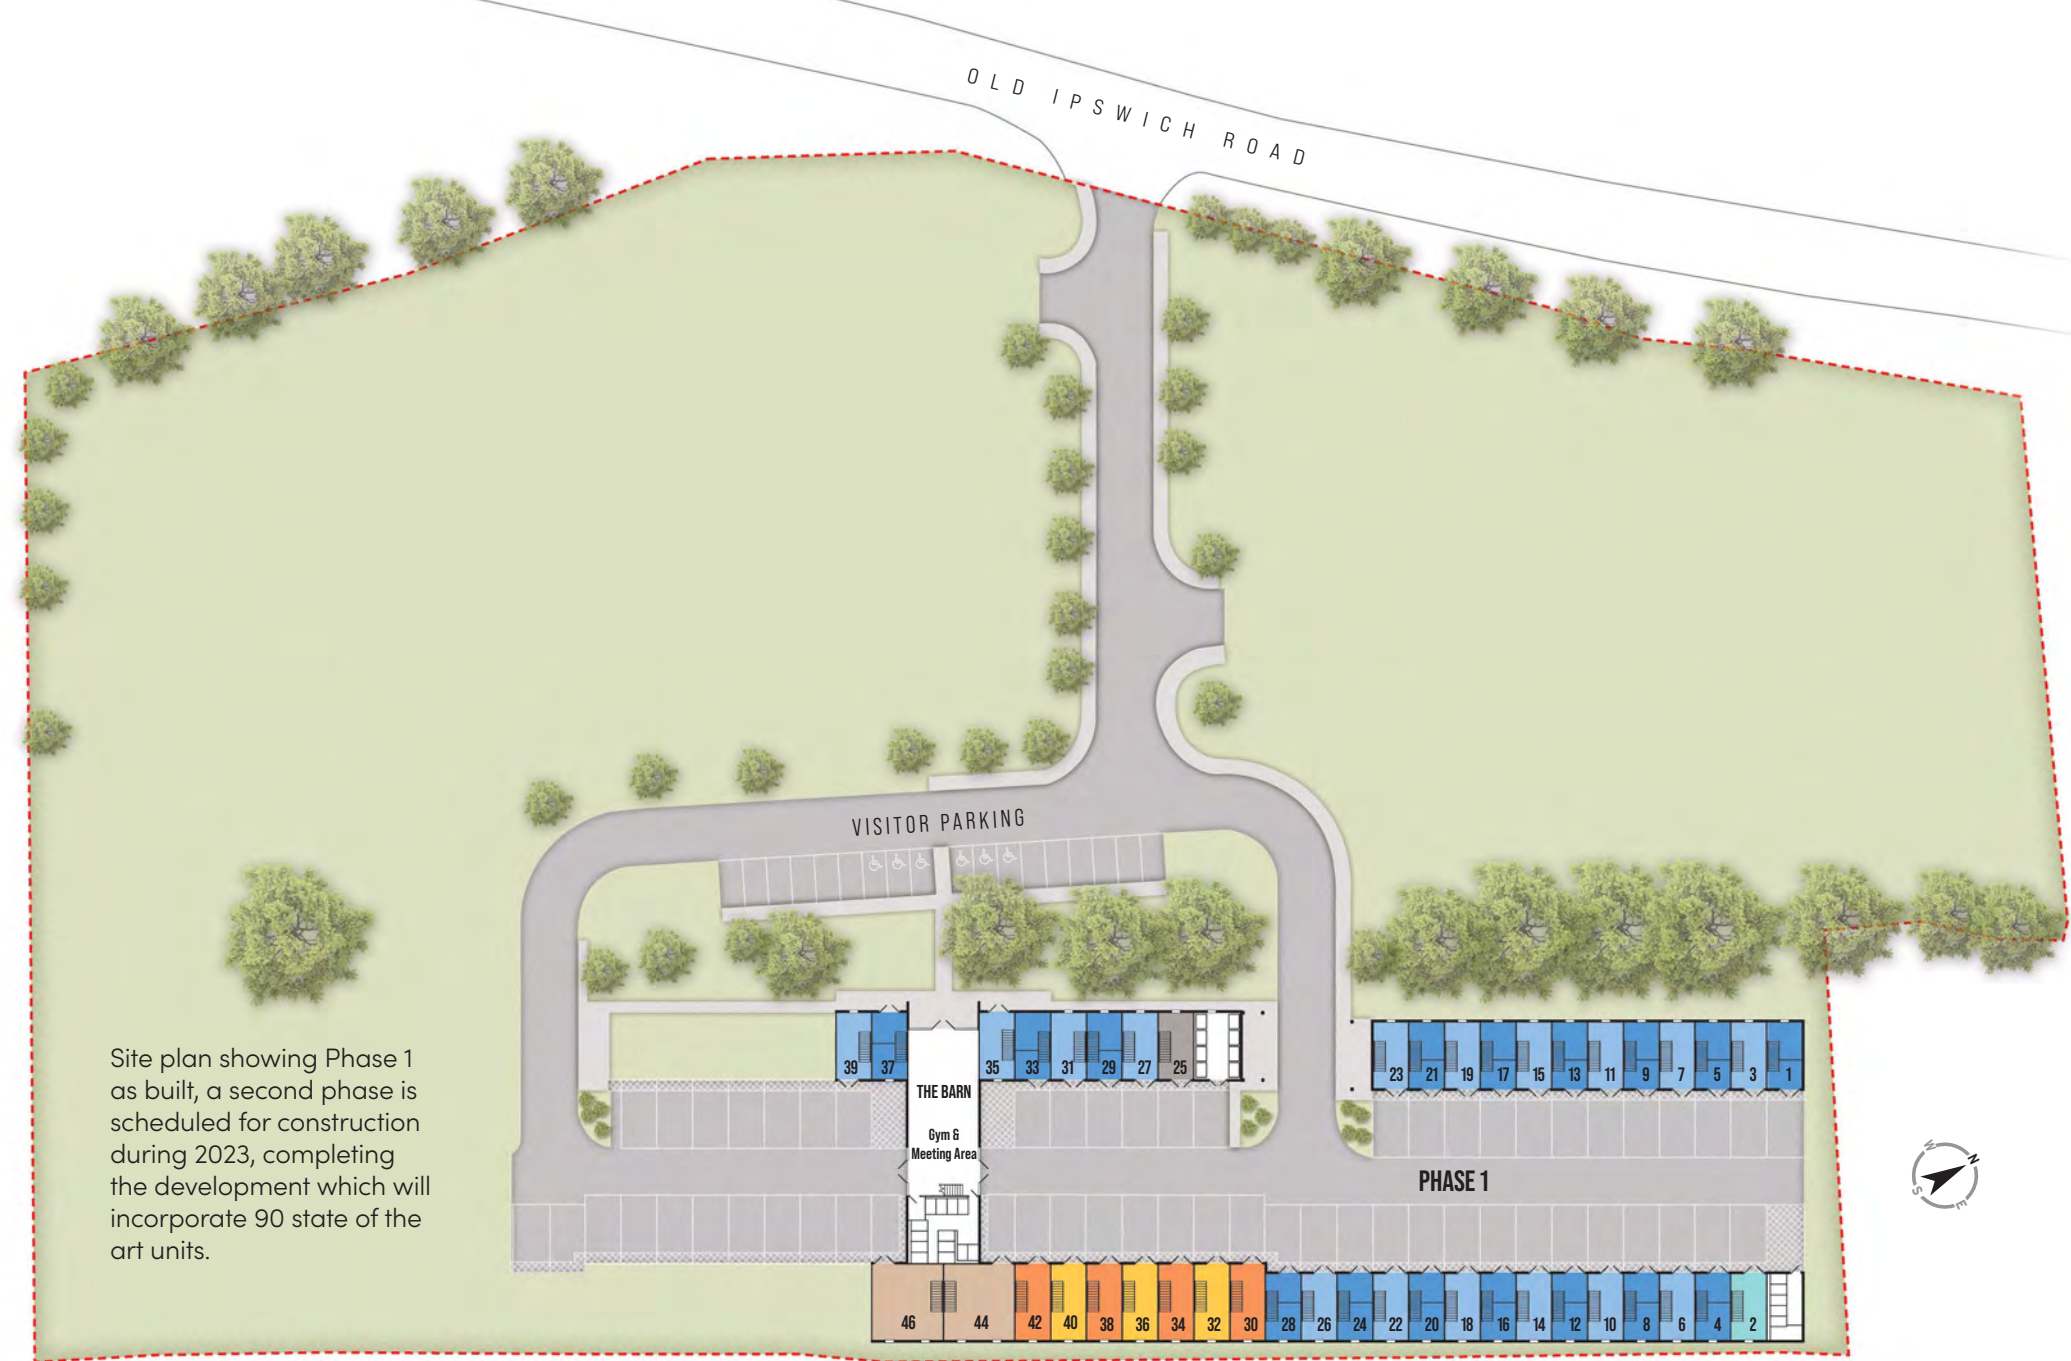 OLD IPSWICH ROAD
VISITOR PARKING
39
37
35
33
31
29
27
25
23
21
19
17
15
13
11
9
7
5
3
1
THE BARN
Gym &
Meeting Area
Site plan showing Phase 1
as built, a second phase is
scheduled for construction
during 2023, completing
the development which will
incorporate 90 state of the
art units.
PHASE 1
W
N
S
E
46
44
42
40
38
36
34
32
30
28
26
24
22
20
18
16
14
12
10
8
6
4
2